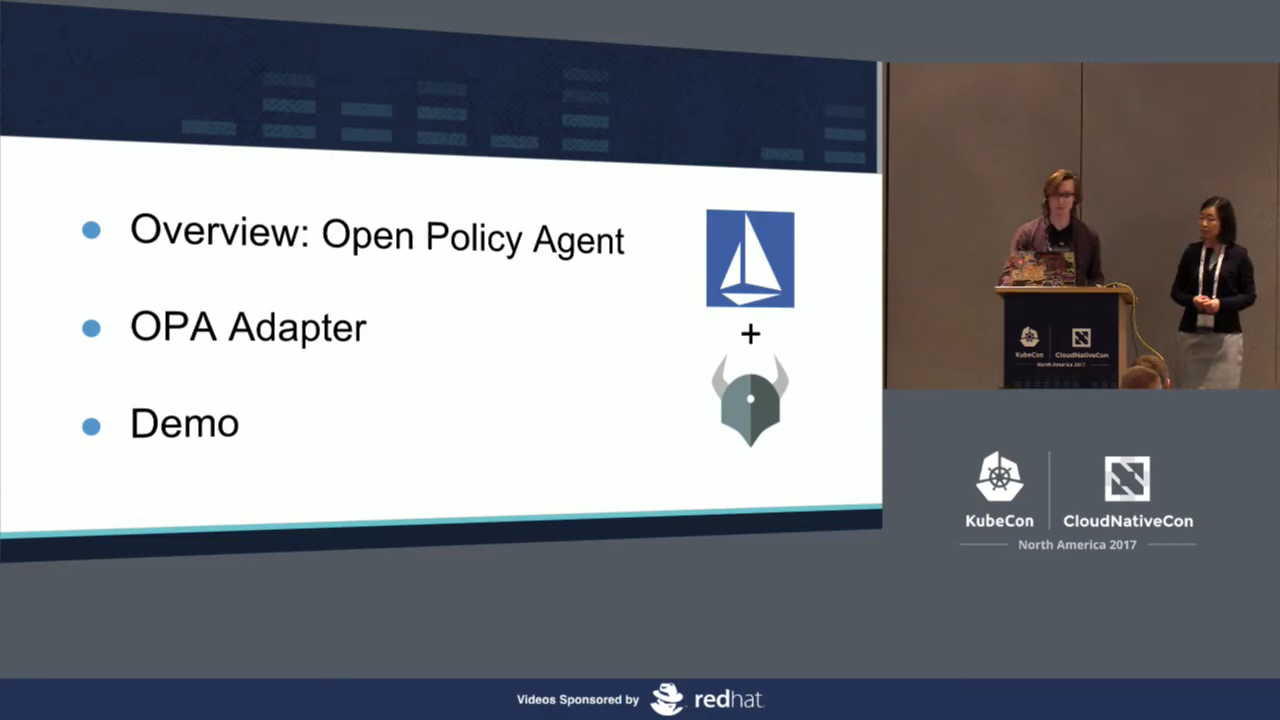 Overview: Open Policy Agent
OPA Adapter
+
Demo
KubeCon
CloudNativeCon
North America 2017
KubeCon
CloudNativeCon
North America 2017
Videos Sponsored by
redhat